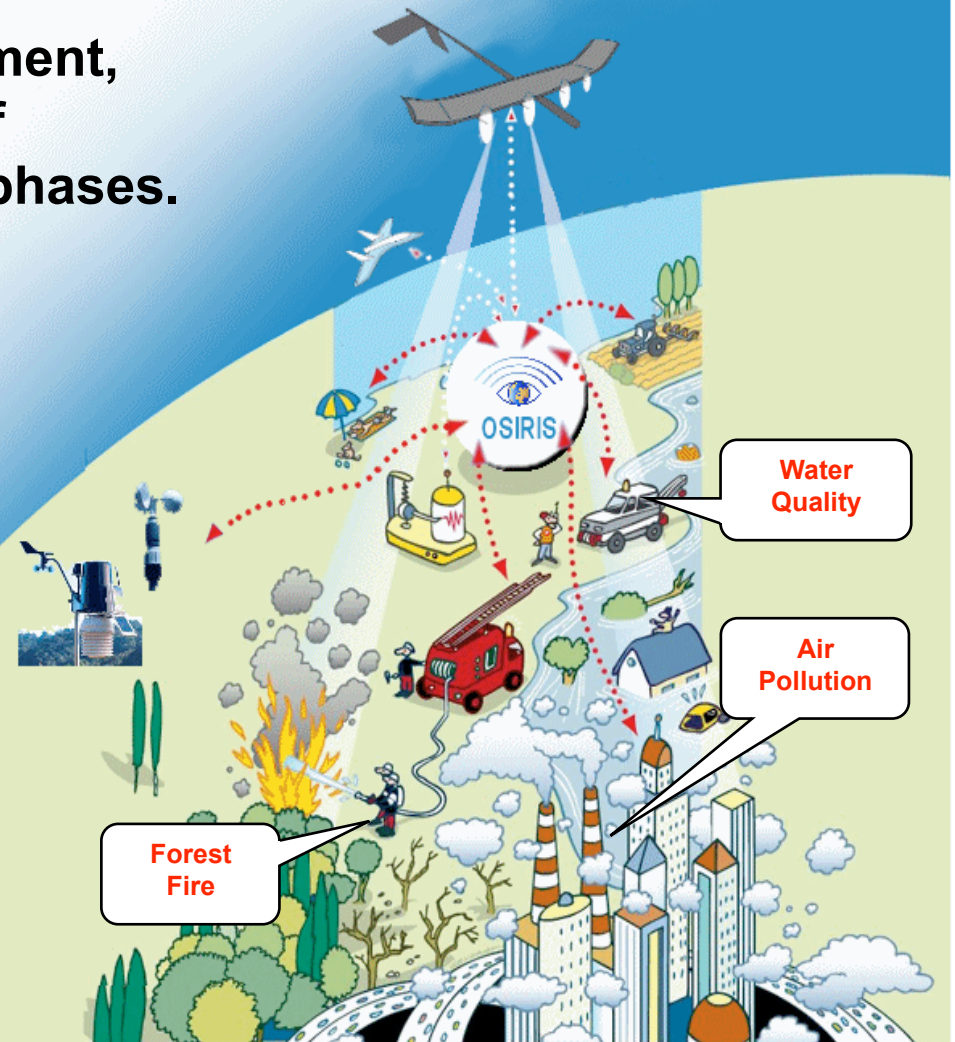 ment,
phases.
OSIRIS
Water
Quality
Air
Pollution
Forest
Fire